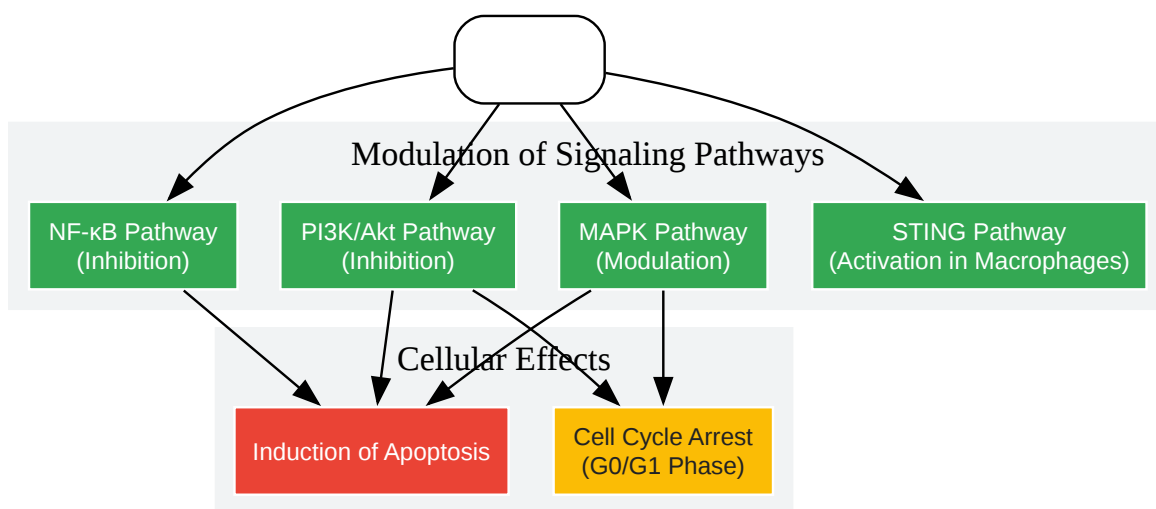 Modulation of Signaling Pathways
NF-κB Pathway
(Inhibition)
PI3K/Akt Pathway
(Inhibition)
MAPK Pathway
(Modulation)
STING Pathway
(Activation in Macrophages)
Cellular Effects
Induction of Apoptosis
Cell Cycle Arrest
(G0/G1 Phase)